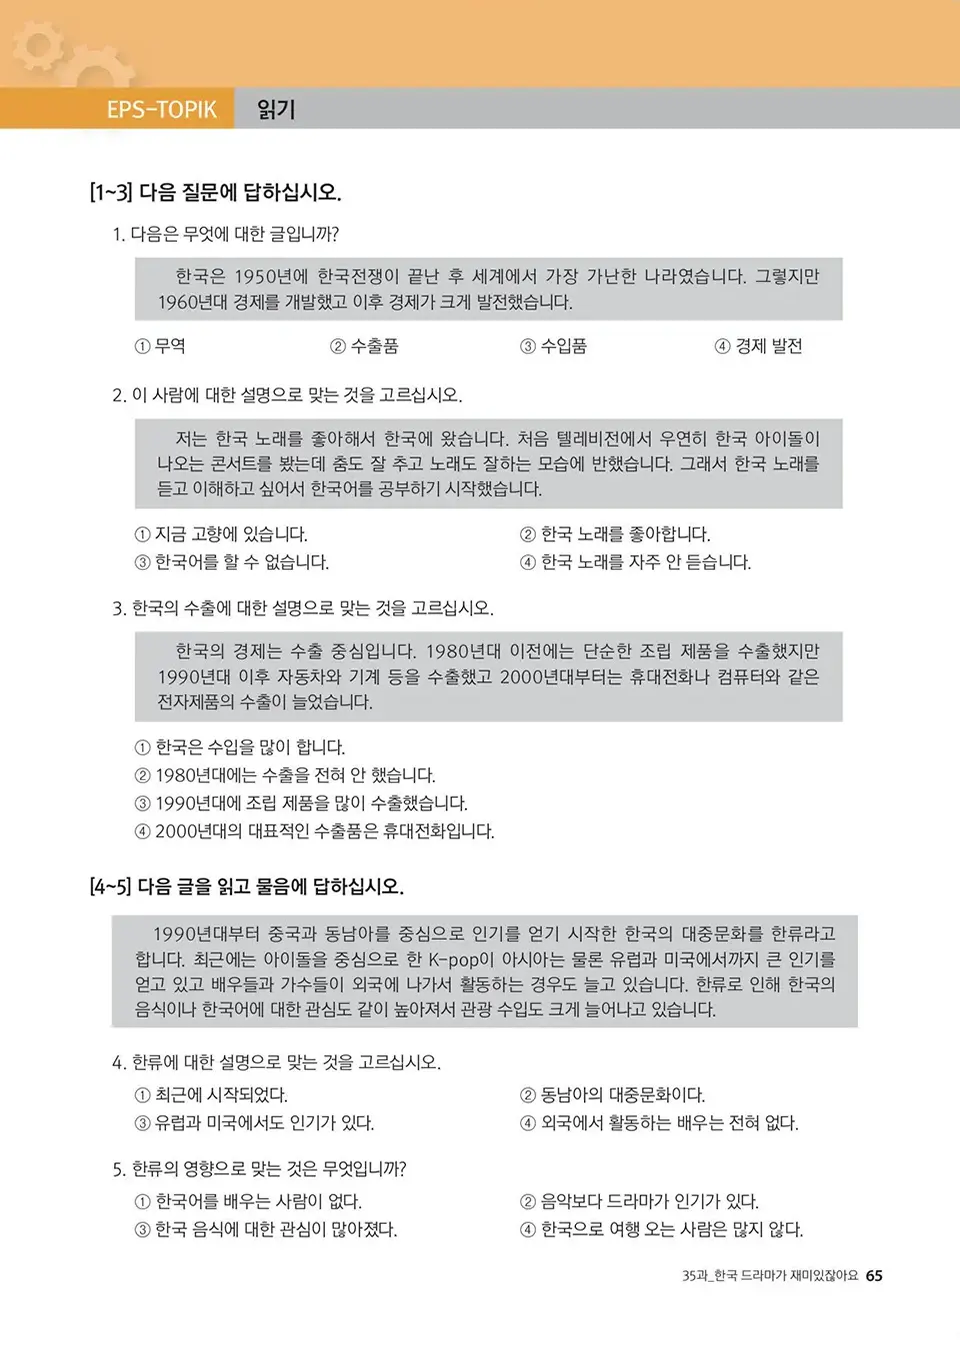 EPS-TOPIK 읽기
[1~3] 다음 질문에 답하십시오.
1. 다음은 무엇에 대한 글입니까?
한국은 1950년에 한국전쟁이 끝난 후 세계에서 가장 가난한 나라였습니다. 그렇지만
1960년대 경제를 개발했고 이후 경제가 크게 발전했습니다.
① 무역 ② 수출품 ③ 수입품 ④ 경제 발전
2. 이 사람에 대한 설명으로 맞는 것을 고르십시오.
저는 한국 노래를 좋아해서 한국에 왔습니다. 처음 텔레비전에서 우연히 한국 아이돌이
나오는 콘서트를 봤는데 춤도 잘 추고 노래도 잘하는 모습에 반했습니다. 그래서 한국 노래를
듣고 이해하고 싶어서 한국어를 공부하기 시작했습니다.
① 지금 고향에 있습니다. ② 한국 노래를 좋아합니다.
③ 한국어를 할 수 없습니다. ④ 한국 노래를 자주 안 듣습니다.
3. 한국의 수출에 대한 설명으로 맞는 것을 고르십시오.
한국의 경제는 수출 중심입니다. 1980년대 이전에는 단순한 조립 제품을 수출했지만
1990년대 이후 자동차와 기계 등을 수출했고 2000년대부터는 휴대전화나 컴퓨터와 같은
전자제품의 수출이 늘었습니다.
① 한국은 수입을 많이 합니다.
② 1980년대에는 수출을 전혀 안 했습니다.
③ 1990년대에 조립 제품을 많이 수출했습니다.
④ 2000년대의 대표적인 수출품은 휴대전화입니다.
[4~5] 다음 글을 읽고 물음에 답하십시오.
1990년대부터 중국과 동남아를 중심으로 인기를 얻기 시작한 한국의 대중문화를 한류라고
합니다. 최근에는 아이돌을 중심으로 한 K-pop이 아시아는 물론 유럽과 미국에서까지 큰 인기를
얻고 있고 배우들과 가수들이 외국에 나가서 활동하는 경우도 늘고 있습니다. 한류로 인해 한국의
음식이나 한국어에 대한 관심도 같이 높아져서 관광 수입도 크게 늘어나고 있습니다.
4. 한류에 대한 설명으로 맞는 것을 고르십시오.
① 최근에 시작되었다. ② 동남아의 대중문화이다.
③ 유럽과 미국에서도 인기가 있다. ④ 외국에서 활동하는 배우는 전혀 없다.
5. 한류의 영향으로 맞는 것은 무엇입니까?
① 한국어를 배우는 사람이 없다. ② 음악보다 드라마가 인기가 있다.
③ 한국 음식에 대한 관심이 많아졌다. ④ 한국으로 여행 오는 사람은 많지 않다.
35과_한국 드라마가 재미있잖아요 65